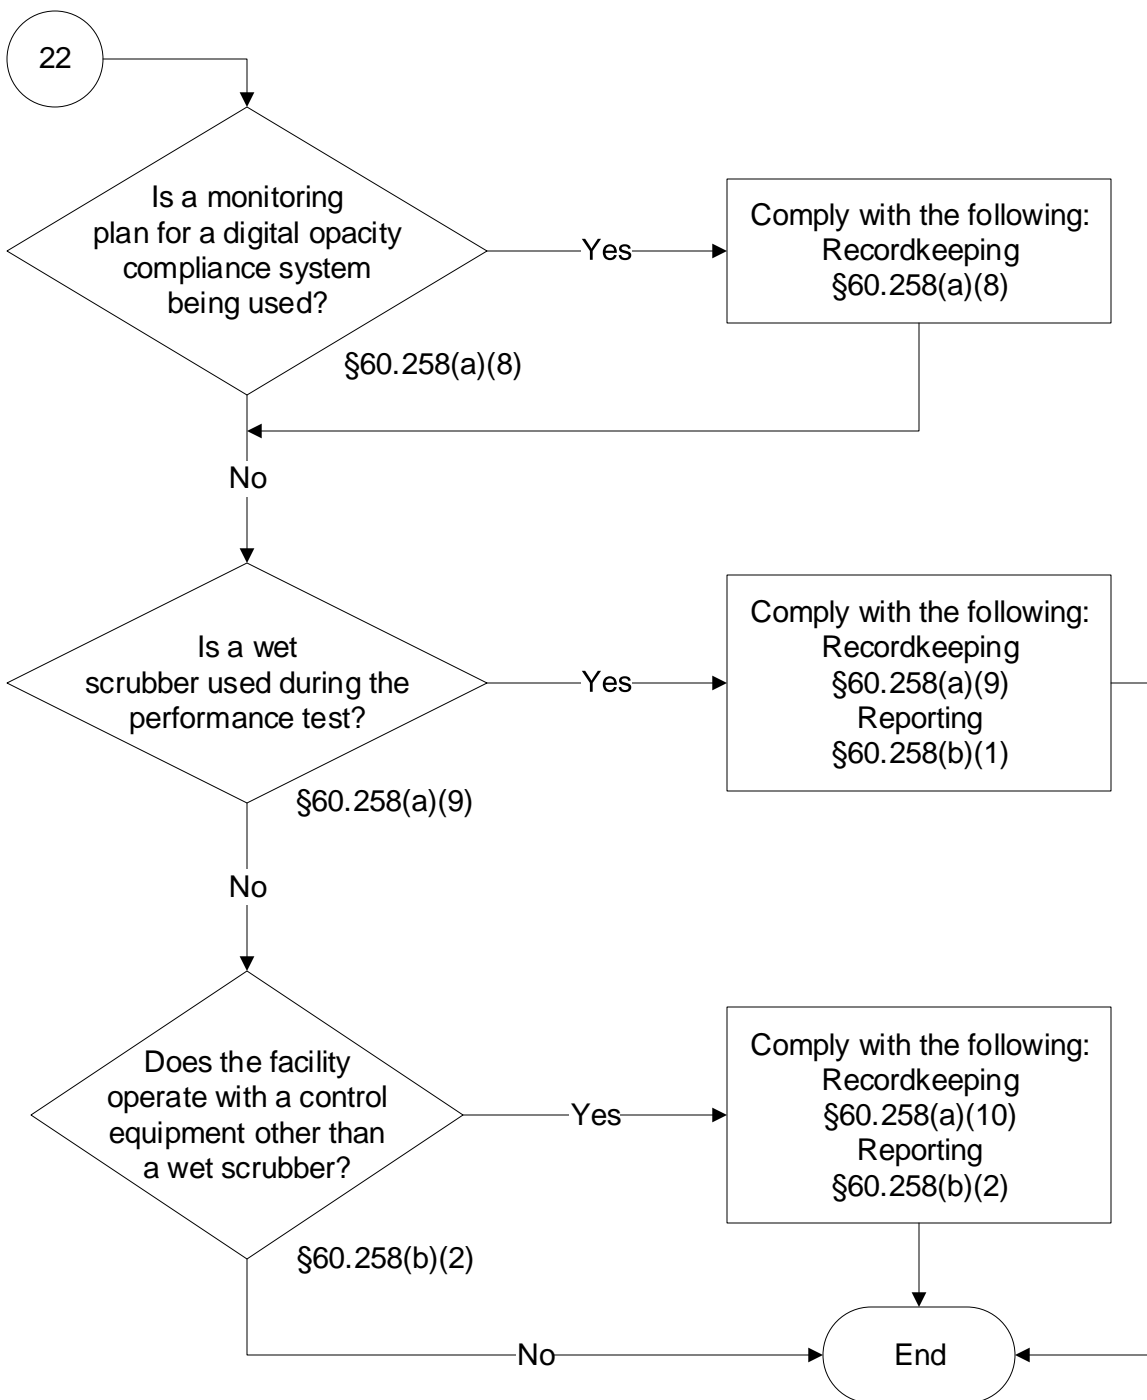 22
Is a monitoring
plan for a digital opacity
compliance system
being used?
Yes
Comply with the following:
Recordkeeping
§60.258(a)(8)
§60.258(a)(8)
No
Is a wet
scrubber used during the
performance test?
Yes
Comply with the following:
Recordkeeping
§60.258(a)(9)
Reporting
§60.258(b)(1)
§60.258(a)(9)
No
Does the facility
operate with a control
equipment other than
a wet scrubber?
Yes
Comply with the following:
Recordkeeping
§60.258(a)(10)
Reporting
§60.258(b)(2)
§60.258(b)(2)
No
End